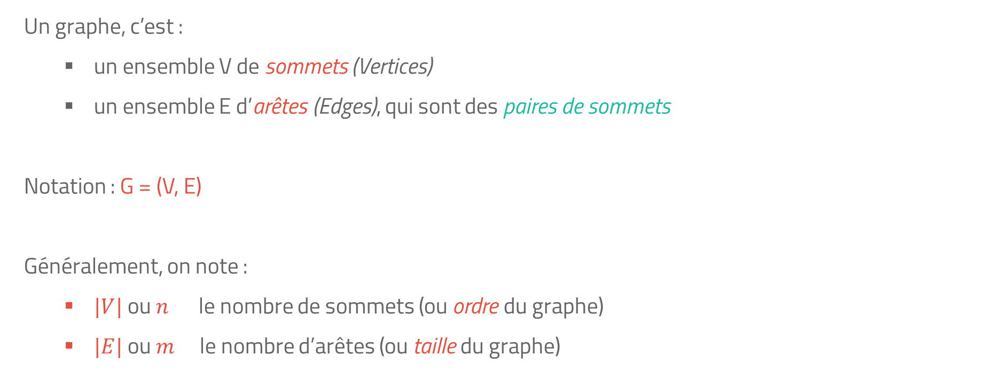 Un graphe, c’est :
▪ un ensemble V de sommets (Vertices)
▪ un ensemble E d’arêtes (Edges), qui sont des paires de sommets
Notation : G = (V, E)
Généralement, on note :
▪ |V| ou n le nombre de sommets (ou ordre du graphe)
▪ |E| ou m le nombre d’arêtes (ou taille du graphe)